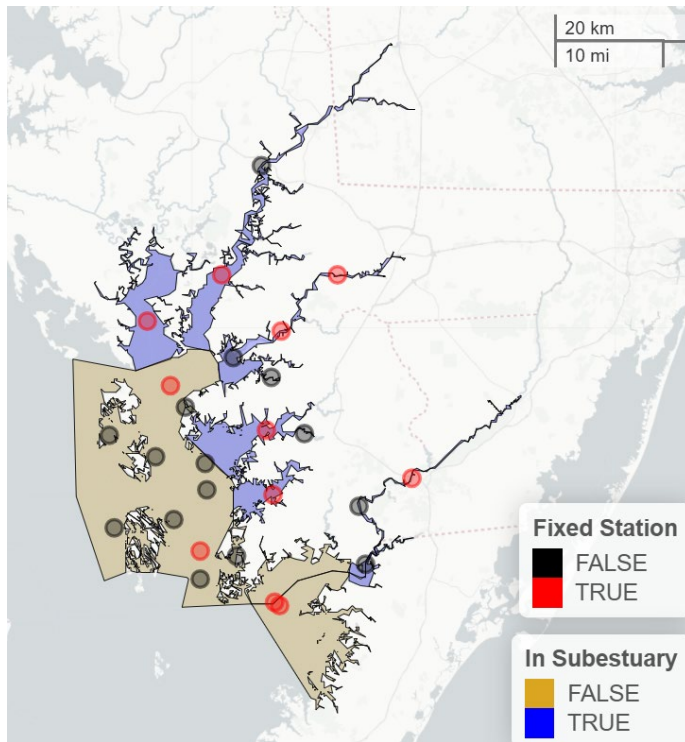 20 km
10 mi
Fixed Station
FALSE
TRUE
In Subestuary
FALSE
TRUE